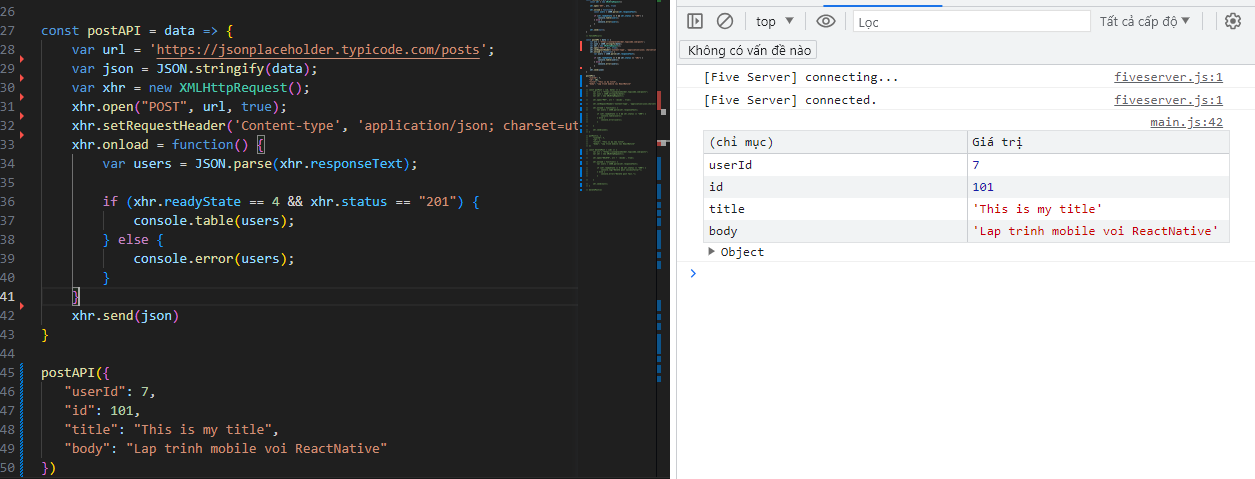 26
27 const postAPI = data => {
28 var url = 'https://jsonplaceholder.typicode.com/posts';
29 var json = JSON.stringify(data);
30 var xhr = new XMLHttpRequest();
31 xhr.open("POST", url, true);
32 xhr.setRequestHeader('Content-type', 'application/json; charset=ut
33 xhr.onload = function() {
34 var users = JSON.parse(xhr.responseText);
35
36 if (xhr.readyState == 4 && xhr.status == "201") {
37 console.table(users);
38 } else {
39 console.error(users);
40 }
41 }
42 xhr.send(json)
43 }
44
45 postAPI({
46 "userId": 7,
47 "id": 101,
48 "title": "This is my title",
49 "body": "Lap trinh mobile voi ReactNative"
50 })
top Lọc Tất cả cấp độ
Không có vấn đề nào
[Five Server] connecting... fiveserver.js:1
[Five Server] connected. fiveserver.js:1
main.js:42
(chỉ mục) Giá trị
userId 7
id 101
title 'This is my title'
body 'Lap trinh mobile voi ReactNative'
Object